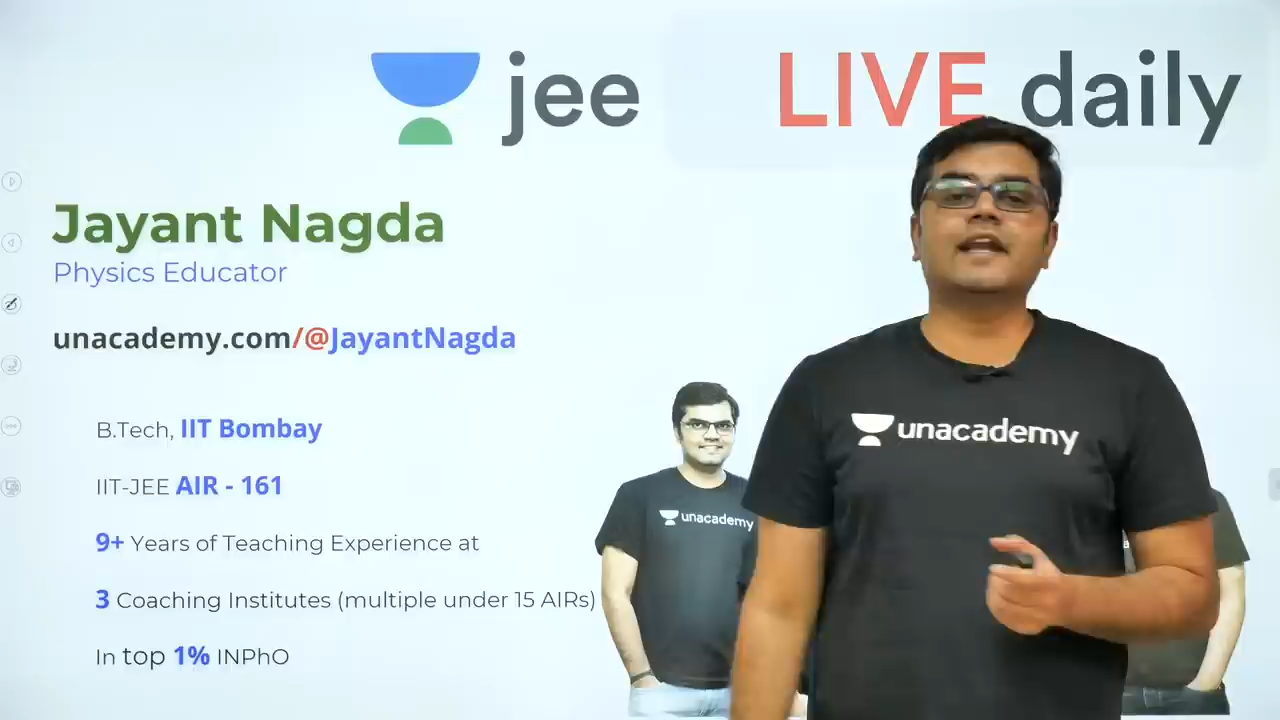 jee LIVE daily
Jayant Nagda
Physics Educator
unacademy.com/@JayantNagda
B.Tech, IIT Bombay
IIT-JEE AIR - 161
9+ Years of Teaching Experience at
3 Coaching Institutes (multiple under 15 AIRs)
In top 1% INPhO
unacademy
unacademy